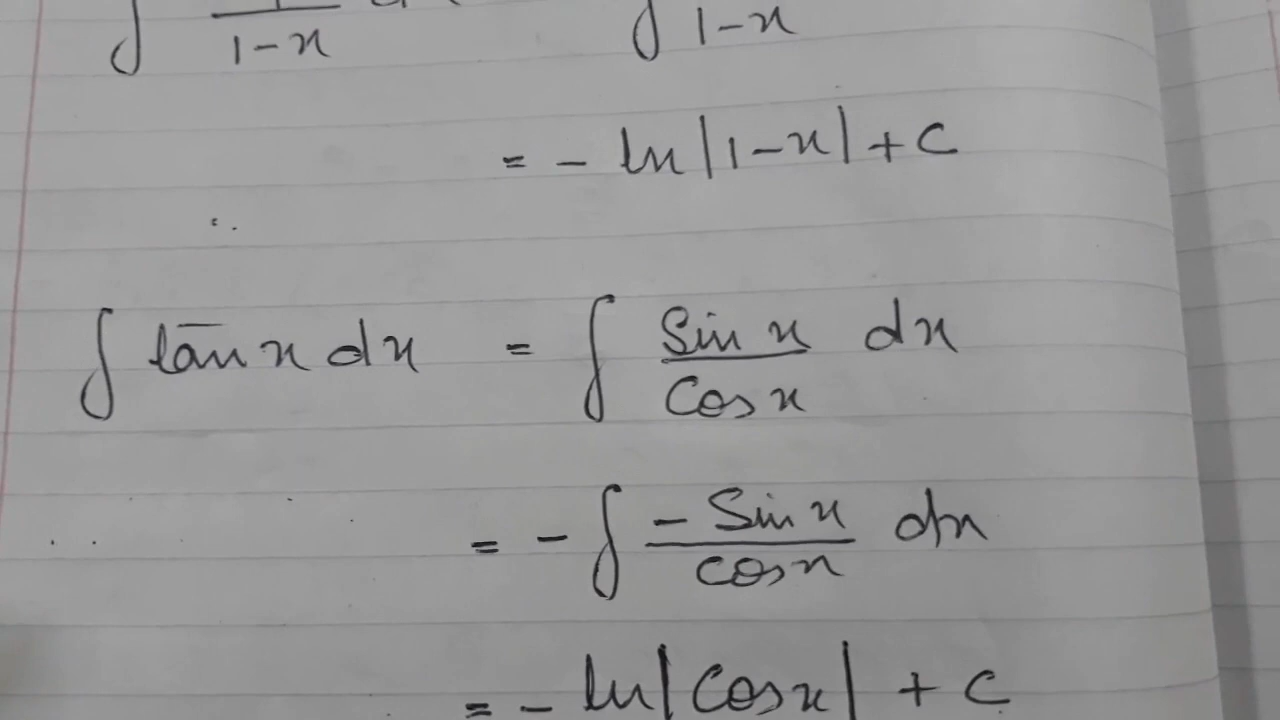 ∫ 1/(1-x) dx ∫ 1-x
= - ln|1-x| + c
∫ tan x dx = ∫ Sin x / Cos x dx
= - ∫ - Sin x / cos x dx
= - ln|Cos x| + c